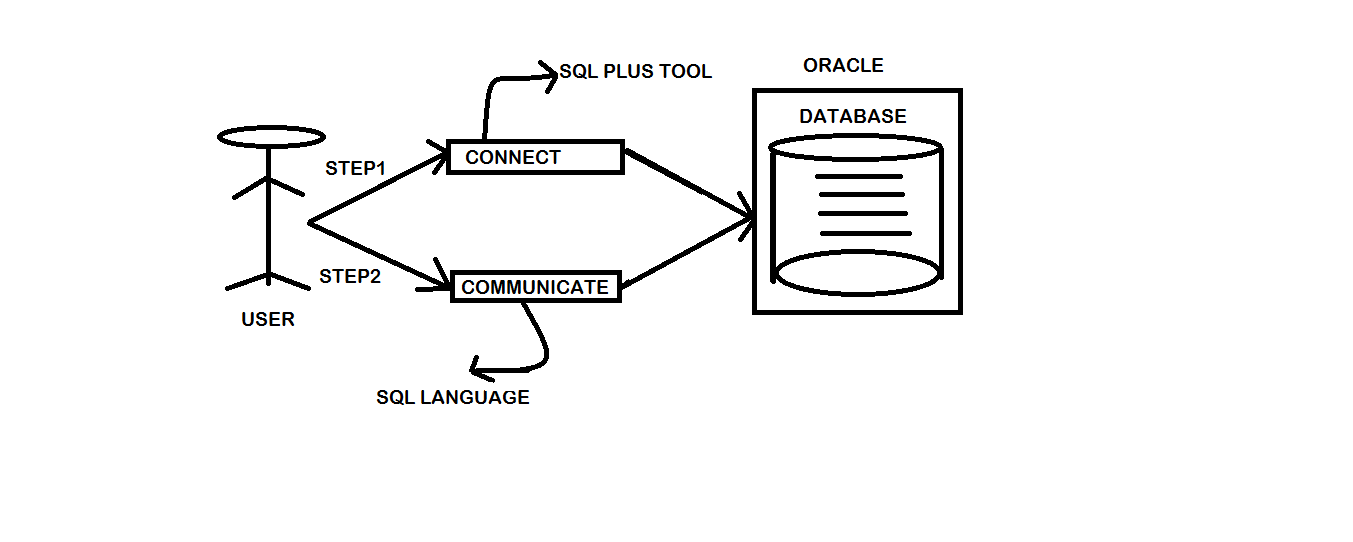 SQL PLUS TOOL
ORACLE
DATABASE
STEP1
CONNECT
STEP2
COMMUNICATE
USER
SQL LANGUAGE